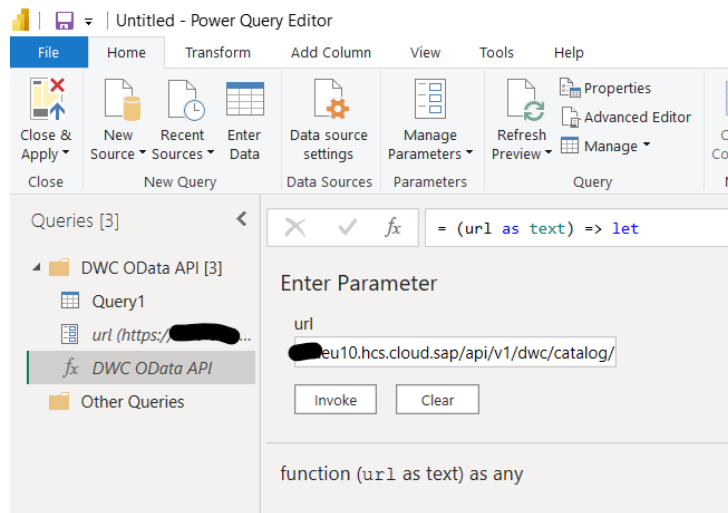 Untitled - Power Query Editor
File Home Transform Add Column View Tools Help
Close & Apply
New Source
Recent Sources
Enter Data
Data source settings
Manage Parameters
Refresh Preview
Properties
Advanced Editor
Manage
Close
New Query
Data Sources
Parameters
Query
Queries [3]
fx = (url as text) => let
DWC OData API [3]
Query1
url (https:/ ...
fx DWC OData API
Other Queries
Enter Parameter
url
eu10.hcs.cloud.sap/api/v1/dwc/catalog/
Invoke Clear
function (url as text) as any